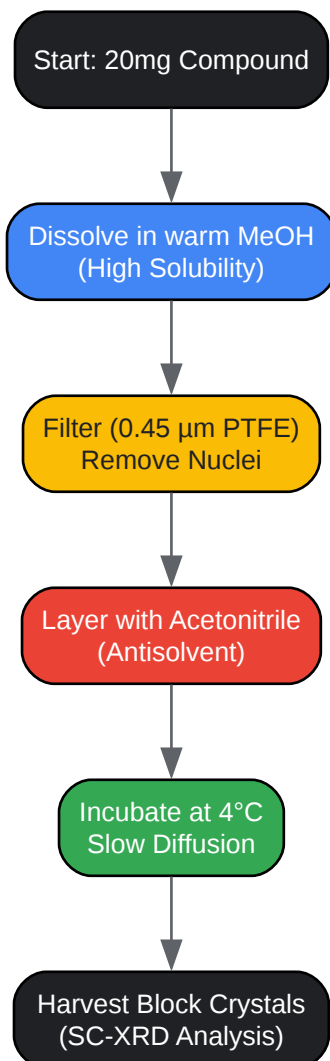 Start: 20mg Compound
Dissolve in warm MeOH
(High Solubility)
Filter (0.45 µm PTFE)
Remove Nuclei
Layer with Acetonitrile
(Antisolvent)
Incubate at 4°C
Slow Diffusion
Harvest Block Crystals
(SC-XRD Analysis)